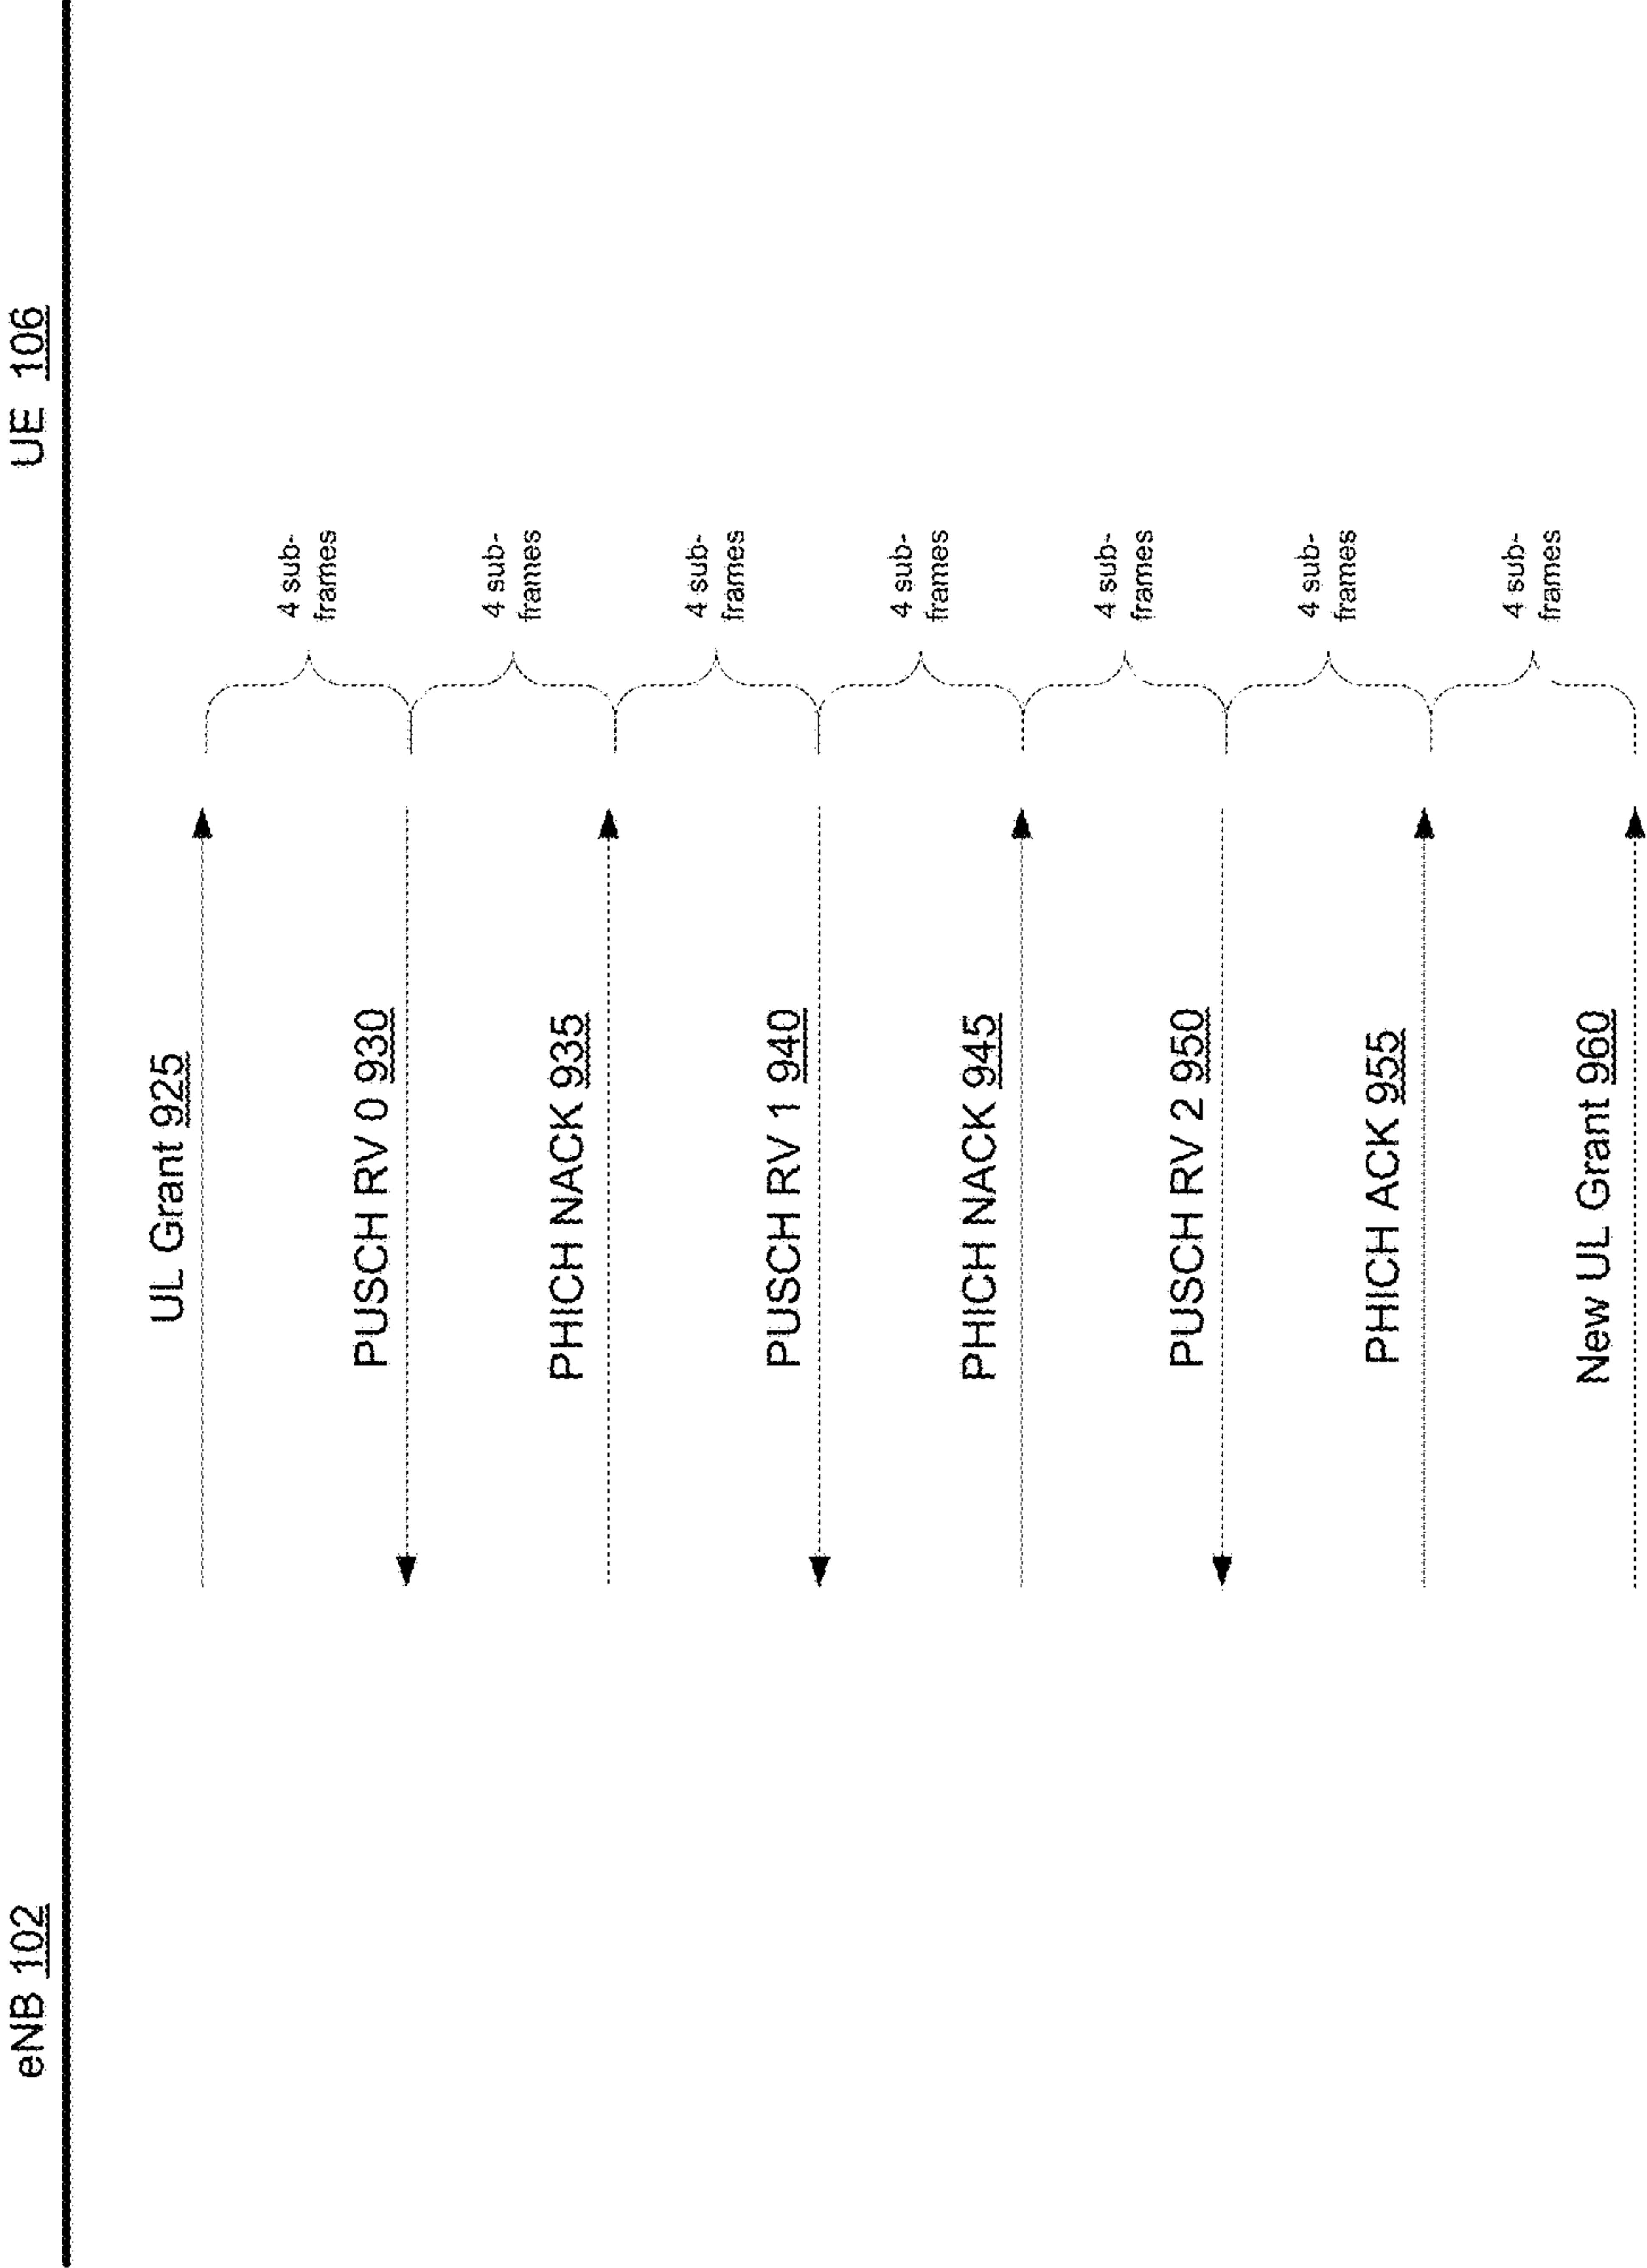 eNB 102
UE 106
UL Grant 925
4 sub-
frames
PUSCH RV 0 930
4 sub-
frames
PHICH NACK 935
4 sub-
frames
PUSCH RV 1 940
4 sub-
frames
PHICH NACK 945
4 sub-
frames
PUSCH RV 2 950
4 sub-
frames
PHICH ACK 955
4 sub-
frames
New UL Grant 960